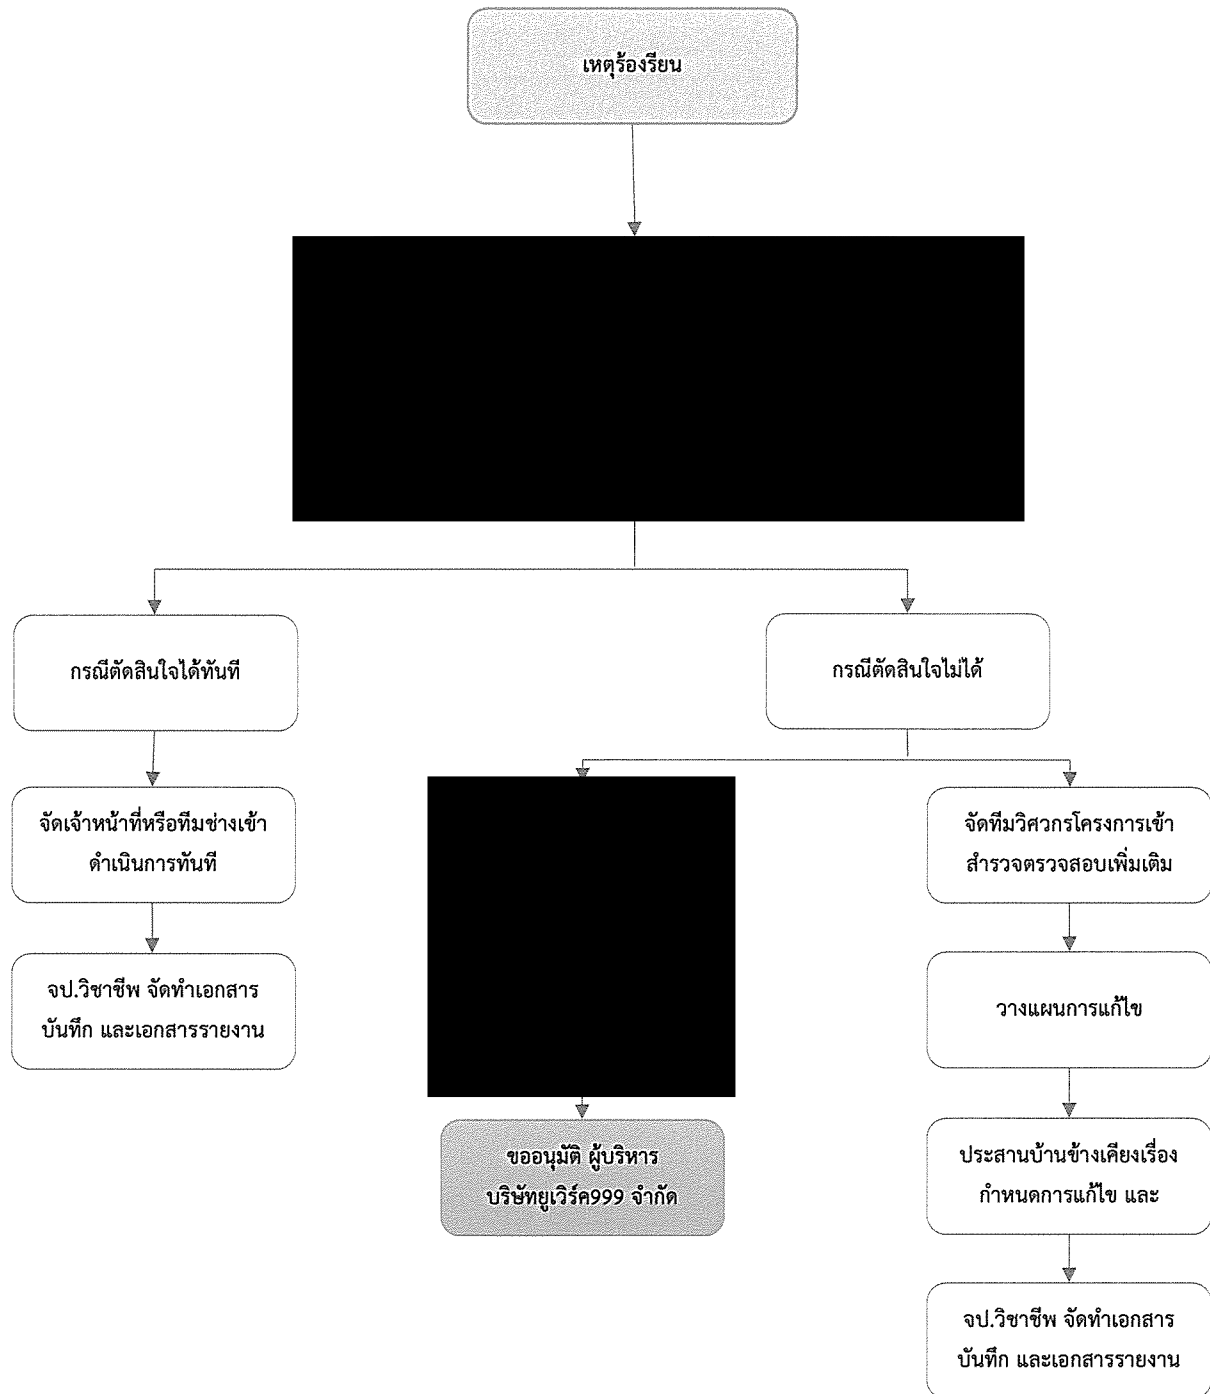 เหตุร้องเรียน
กรณีตัดสินใจได้ทันที
กรณีตัดสินใจไม่ได้
จัดเจ้าหน้าที่หรือทีมช่างเข้า
ดำเนินการทันที
จป.วิชาชีพ จัดทำเอกสาร
บันทึก และเอกสารรายงาน
ขออนุมัติ ผู้บริหาร
บริษัทยูเวิร์ค999 จำกัด
จัดทีมวิศวกรโครงการเข้า
สำรวจตรวจสอบเพิ่มเติม
วางแผนการแก้ไข
ประสานบ้านข้างเคียงเรื่อง
กำหนดการแก้ไข และ
จป.วิชาชีพ จัดทำเอกสาร
บันทึก และเอกสารรายงาน